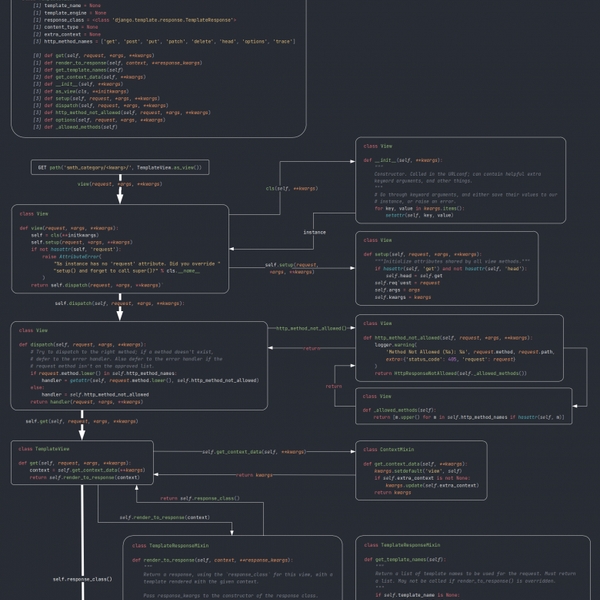 [1] template_name = None
[1] template_engine = None
[1] response_class = <class 'django.template.response.TemplateResponse'>
[1] content_type = None
[2] extra_context = None
[3] http_method_names = ['get', 'post', 'put', 'patch', 'delete', 'head', 'options', 'trace']
[0] def get(self, request, *args, **kwargs)
[1] def render_to_response(self, context, **response_kwargs)
[1] def get_template_names(self)
[2] def get_context_data(self, **kwargs)
[3] def __init__(self, **kwargs)
[3] def as_view(cls, **initkwargs)
[3] def setup(self, request, *args, **kwargs)
[3] def dispatch(self, request, *args, **kwargs)
[3] def http_method_not_allowed(self, request, *args, **kwargs)
[3] def options(self, request, *args, **kwargs)
[3] def _allowed_methods(self)
GET path("meth_category/<kwarg>/", TemplateView.as_view())
view(request, *args, **kwargs)
class View
def view(request, *args, **kwargs):
self = cls(**initkwargs)
self.setup(request, *args, **kwargs)
if not hasattr(self, 'request'):
raise AttributeError(
"%s instance has no 'request' attribute. Did you override "
"setup() and forget to call super()?" % cls.__name__
)
return self.dispatch(request, *args, **kwargs)
cls(self, **kwargs)
class View
def __init__(self, **kwargs):
"""
Constructor. Called in the URLconf; can contain helpful extra
keyword arguments, and other things.
"""
# Go through keyword arguments, and either save their values to our
# instance, or raise an error.
for key, value in kwargs.items():
setattr(self, key, value)
instance
self.setup(request,
*args, **kwargs)
class View
def setup(self, request, *args, **kwargs):
"""Initialize attributes shared by all view methods."""
if hasattr(self, 'get') and not hasattr(self, 'head'):
self.head = self.get
self.request = request
self.args = args
self.kwargs = kwargs
self.dispatch(request, *args, **kwargs)
class View
def dispatch(self, request, *args, **kwargs):
# Try to dispatch to the right method; if a method doesn't exist,
# defer to the error handler. Also defer to the error handler if the
# request method isn't on the approved list.
if request.method.lower() in self.http_method_names:
handler = getattr(self, request.method.lower(), self.http_method_not_allowed)
else:
handler = self.http_method_not_allowed
return handler(request, *args, **kwargs)
http_method_not_allowed()
return
class View
def http_method_not_allowed(self, request, *args, **kwargs):
logger.warning(
'Method Not Allowed (%s): %s', request.method, request.path,
extra={'status_code': 405, 'request': request}
)
return HttpResponseNotAllowed(self._allowed_methods())
return
class View
def _allowed_methods(self):
return [m.upper() for m in self.http_method_names if hasattr(self, m)]
self.get(request, *args, **kwargs)
class TemplateView
def get(self, request, *args, **kwargs):
context = self.get_context_data(**kwargs)
return self.render_to_response(context)
self.get_context_data(self, **kwargs)
return kwargs
class ContextMixin
def get_context_data(self, **kwargs):
kwargs.setdefault('view', self)
if self.extra_context is not None:
kwargs.update(self.extra_context)
return kwargs
return self.response_class()
self.render_to_response(context)
self.response_class()
class TemplateResponseMixin
def render_to_response(self, context, **response_kwargs):
"""
Return a response, using the `response_class` for this view, with a
template rendered with the given context.
Pass response_kwargs to the constructor of the response class.
class TemplateResponseMixin
def get_template_names(self):
"""
Return a list of template names to be used for the request. Must return
a list. May not be called if render_to_response() is overridden.
"""
if self.template_name is None: